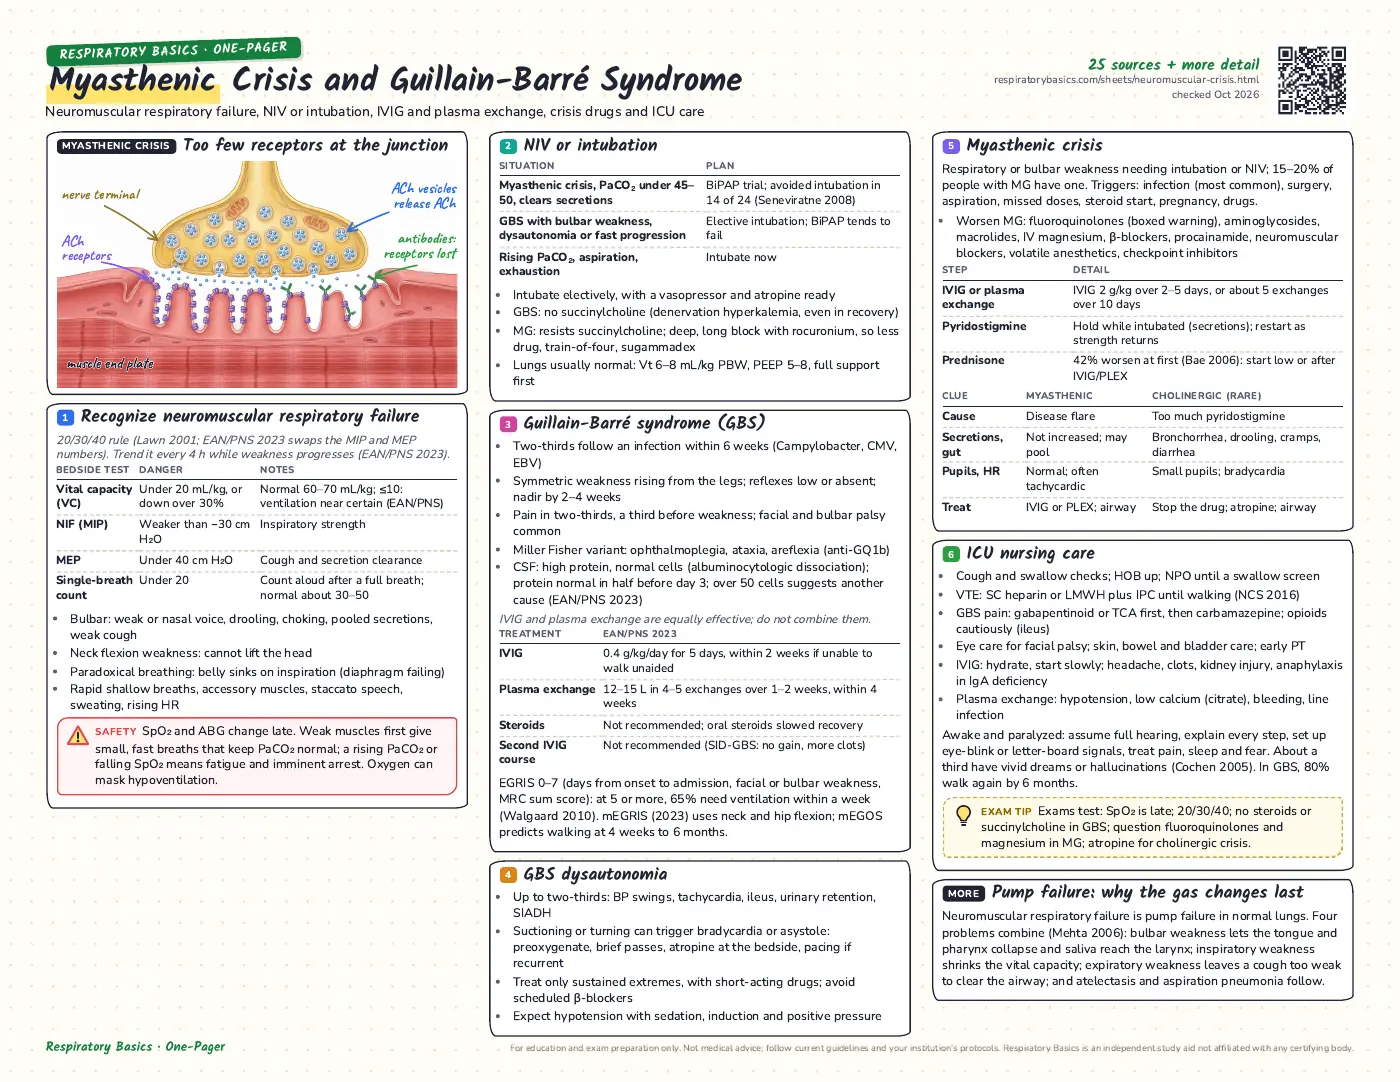 RESPIRATORY BASICS · ONE-PAGER
Myasthenic Crisis and Guillain-Barré Syndrome
Neuromuscular respiratory failure, NIV or intubation, IVIG and plasma exchange, crisis drugs and ICU care
25 sources + more detail
respiratorybasics.com/sheets/neuromuscular-crisis.html
checked Oct 2026
MYASTHENIC CRISIS Too few receptors at the junction
nerve terminal
ACh vesicles
release ACh
ACh
receptors
antibodies:
receptors lost
muscle end plate
1 Recognize neuromuscular respiratory failure
20/30/40 rule (Lawn 2001; EAN/PNS 2023 swaps the MIP and MEP
numbers). Trend it every 4 h while weakness progresses (EAN/PNS 2023).
BEDSIDE TEST DANGER NOTES
Vital capacity Under 20 mL/kg, or Normal 60–70 mL/kg; ≤10:
(VC) down over 30% ventilation near certain (EAN/PNS)
NIF (MIP) Weaker than −30 cm Inspiratory strength
H₂O
MEP Under 40 cm H₂O Cough and secretion clearance
Single-breath Under 20 Count aloud after a full breath;
count normal about 30–50
• Bulbar: weak or nasal voice, drooling, choking, pooled secretions,
weak cough
• Neck flexion weakness: cannot lift the head
• Paradoxical breathing: belly sinks on inspiration (diaphragm failing)
• Rapid shallow breaths, accessory muscles, staccato speech,
sweating, rising HR
SAFETY SpO₂ and ABG change late. Weak muscles first give
small, fast breaths that keep PaCO₂ normal; a rising PaCO₂ or
falling SpO₂ means fatigue and imminent arrest. Oxygen can
mask hypoventilation.
2 NIV or intubation
SITUATION PLAN
Myasthenic crisis, PaCO₂ under 45– BiPAP trial; avoided intubation in
50, clears secretions 14 of 24 (Seneviratne 2008)
GBS with bulbar weakness, Elective intubation; BiPAP tends to
dysautonomia or fast progression fail
Rising PaCO₂, aspiration, Intubate now
exhaustion
• Intubate electively, with a vasopressor and atropine ready
• GBS: no succinylcholine (denervation hyperkalemia, even in recovery)
• MG: resists succinylcholine; deep, long block with rocuronium, so less
drug, train-of-four, sugammadex
• Lungs usually normal: Vt 6–8 mL/kg PBW, PEEP 5–8, full support
first
3 Guillain-Barré syndrome (GBS)
• Two-thirds follow an infection within 6 weeks (Campylobacter, CMV,
EBV)
• Symmetric weakness rising from the legs; reflexes low or absent;
nadir by 2–4 weeks
• Pain in two-thirds, a third before weakness; facial and bulbar palsy
common
• Miller Fisher variant: ophthalmoplegia, ataxia, areflexia (anti-GQ1b)
• CSF: high protein, normal cells (albuminocytologic dissociation);
protein normal in half before day 3; over 50 cells suggests another
cause (EAN/PNS 2023)
IVIG and plasma exchange are equally effective; do not combine them.
TREATMENT EAN/PNS 2023
IVIG 0.4 g/kg/day for 5 days, within 2 weeks if unable to
walk unaided
Plasma exchange 12–15 L in 4–5 exchanges over 1–2 weeks, within 4
weeks
Steroids Not recommended; oral steroids slowed recovery
Second IVIG Not recommended (SID-GBS: no gain, more clots)
course
EGRIS 0–7 (days from onset to admission, facial or bulbar weakness,
MRC sum score): at 5 or more, 65% need ventilation within a week
(Walgaard 2010). mEGRIS (2023) uses neck and hip flexion; mEGOS
predicts walking at 4 weeks to 6 months.
4 GBS dysautonomia
• Up to two-thirds: BP swings, tachycardia, ileus, urinary retention,
SIADH
• Suctioning or turning can trigger bradycardia or asystole:
preoxygenate, brief passes, atropine at the bedside, pacing if
recurrent
• Treat only sustained extremes, with short-acting drugs; avoid
scheduled β-blockers
• Expect hypotension with sedation, induction and positive pressure
5 Myasthenic crisis
Respiratory or bulbar weakness needing intubation or NIV; 15–20% of
people with MG have one. Triggers: infection (most common), surgery,
aspiration, missed doses, steroid start, pregnancy, drugs.
• Worsen MG: fluoroquinolones (boxed warning), aminoglycosides,
macrolides, IV magnesium, β-blockers, procainamide, neuromuscular
blockers, volatile anesthetics, checkpoint inhibitors
STEP DETAIL
IVIG or plasma IVIG 2 g/kg over 2–5 days, or about 5 exchanges
exchange over 10 days
Pyridostigmine Hold while intubated (secretions); restart as
strength returns
Prednisone 42% worsen at first (Bae 2006): start low or after
IVIG/PLEX
CLUE MYASTHENIC CHOLINERGIC (RARE)
Cause Disease flare Too much pyridostigmine
Secretions, Not increased; may Bronchorrhea, drooling, cramps,
gut pool diarrhea
Pupils, HR Normal; often Small pupils; bradycardia
tachycardic
Treat IVIG or PLEX; airway Stop the drug; atropine; airway
6 ICU nursing care
• Cough and swallow checks; HOB up; NPO until a swallow screen
• VTE: SC heparin or LMWH plus IPC until walking (NCS 2016)
• GBS pain: gabapentinoid or TCA first, then carbamazepine; opioids
cautiously (ileus)
• Eye care for facial palsy; skin, bowel and bladder care; early PT
• IVIG: hydrate, start slowly; headache, clots, kidney injury, anaphylaxis
in IgA deficiency
• Plasma exchange: hypotension, low calcium (citrate), bleeding, line
infection
Awake and paralyzed: assume full hearing, explain every step, set up
eye-blink or letter-board signals, treat pain, sleep and fear. About a
third have vivid dreams or hallucinations (Cochen 2005). In GBS, 80%
walk again by 6 months.
EXAM TIP Exams test: SpO₂ is late; 20/30/40; no steroids or
succinylcholine in GBS; question fluoroquinolones and
magnesium in MG; atropine for cholinergic crisis.
MORE Pump failure: why the gas changes last
Neuromuscular respiratory failure is pump failure in normal lungs. Four
problems combine (Mehta 2006): bulbar weakness lets the tongue and
pharynx collapse and saliva reach the larynx; inspiratory weakness
shrinks the vital capacity; expiratory weakness leaves a cough too weak
to clear the airway; and atelectasis and aspiration pneumonia follow.
Respiratory Basics · One-Pager
For education and exam preparation only. Not medical advice; follow current guidelines and your institution's protocols. Respiratory Basics is an independent study aid not affiliated with any certifying body.